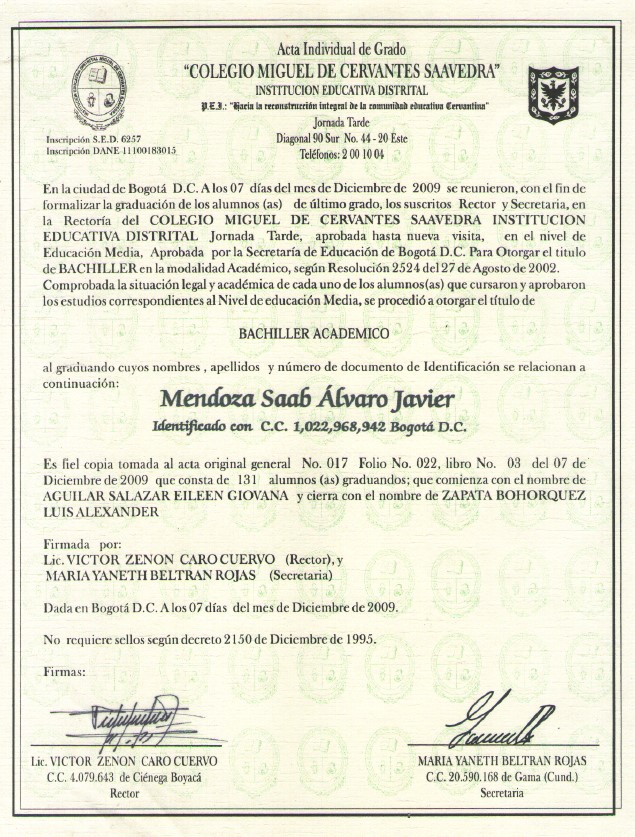 Acta Individual de Grado
“COLEGIO MIGUEL DE CERVANTES SAAVEDRA”
INSTITUCION EDUCATIVA DISTRITAL
P.E.I.: “Hacia la reconstrucción integral de la comunidad educativa Cervantina”
Jornada Tarde
Diagonal 90 Sur No. 44 - 20 Este
Teléfonos: 2 00 10 04
Inscripción S.E.D. 6257
Inscripción DANE-11100183015
En la ciudad de Bogotá D.C. A los 07 días del mes de Diciembre de 2009 se reunieron, con el fin de
formalizar la graduación de los alumnos (as) de último grado, los suscritos Rector y Secretaria, en
la Rectoría del COLEGIO MIGUEL DE CERVANTES SAAVEDRA INSTITUCION
EDUCATIVA DISTRITAL Jornada Tarde, aprobada hasta nueva visita, en el nivel de
Educación Media, Aprobada por la Secretaría de Educación de Bogotá D.C. Para Otorgar el titulo
de BACHILLER en la modalidad Académico, según Resolución 2524 del 27 de Agosto de 2002.
Comprobada la situación legal y académica de cada uno de los alumnos(as) que cursaron y aprobaron
los estudios correspondientes al Nivel de educación Media, se procedió a otorgar el título de
BACHILLER ACADEMICO
al graduando cuyos nombres , apellidos y número de documento de Identificación se relacionan a
continuación:
Mendoza Saab Álvaro Javier
Identificado con C.C. 1,022,968,942 Bogotá D.C.
Es fiel copia tomada al acta original general No. 017 Folio No. 022, libro No. 03 del 07 de
Diciembre de 2009 que consta de 131 alumnos (as) graduandos; que comienza con el nombre de
AGUILAR SALAZAR EILEEN GIOVANA y cierra con el nombre de ZAPATA BOHORQUEZ
LUIS ALEXANDER
Firmada por:
Lic. VICTOR ZENON CARO CUERVO (Rector), y
MARIA YANETH BELTRAN ROJAS (Secretaria)
Dada en Bogotá D.C. A los 07 días del mes de Diciembre de 2009.
No requiere sellos según decreto 2150 de Diciembre de 1995.
Firmas:
Lic. VICTOR ZENON CARO CUERVO
C.C. 4.079.643 de Ciénega Boyacá
Rector
MARIA YANETH BELTRAN ROJAS
C.C. 20.590.168 de Gama (Cund.)
Secretaria